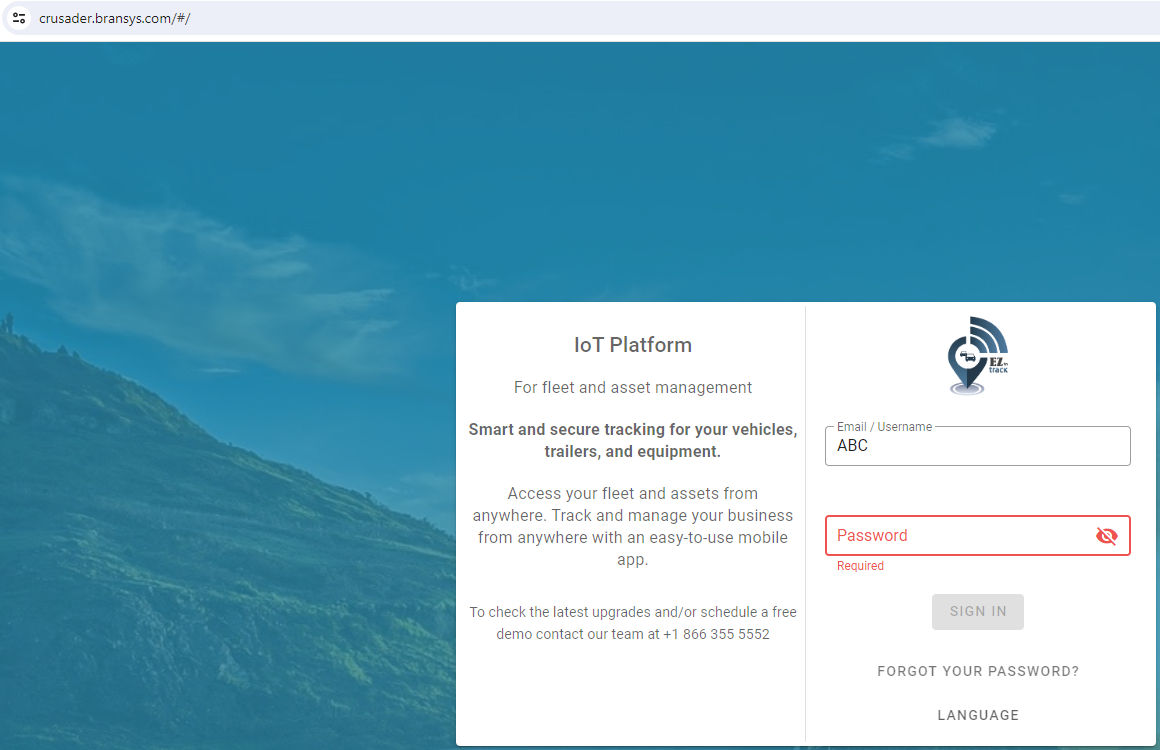 crusader.bransys.com/#/
IoT Platform
For fleet and asset management
Smart and secure tracking for your vehicles,
trailers, and equipment.
Access your fleet and assets from
anywhere. Track and manage your business
from anywhere with an easy-to-use mobile
app.
To check the latest upgrades and/or schedule a free
demo contact our team at +1 866 355 5552
EZ
track
Email / Username
ABC
Password
Required
SIGN IN
FORGOT YOUR PASSWORD?
LANGUAGE